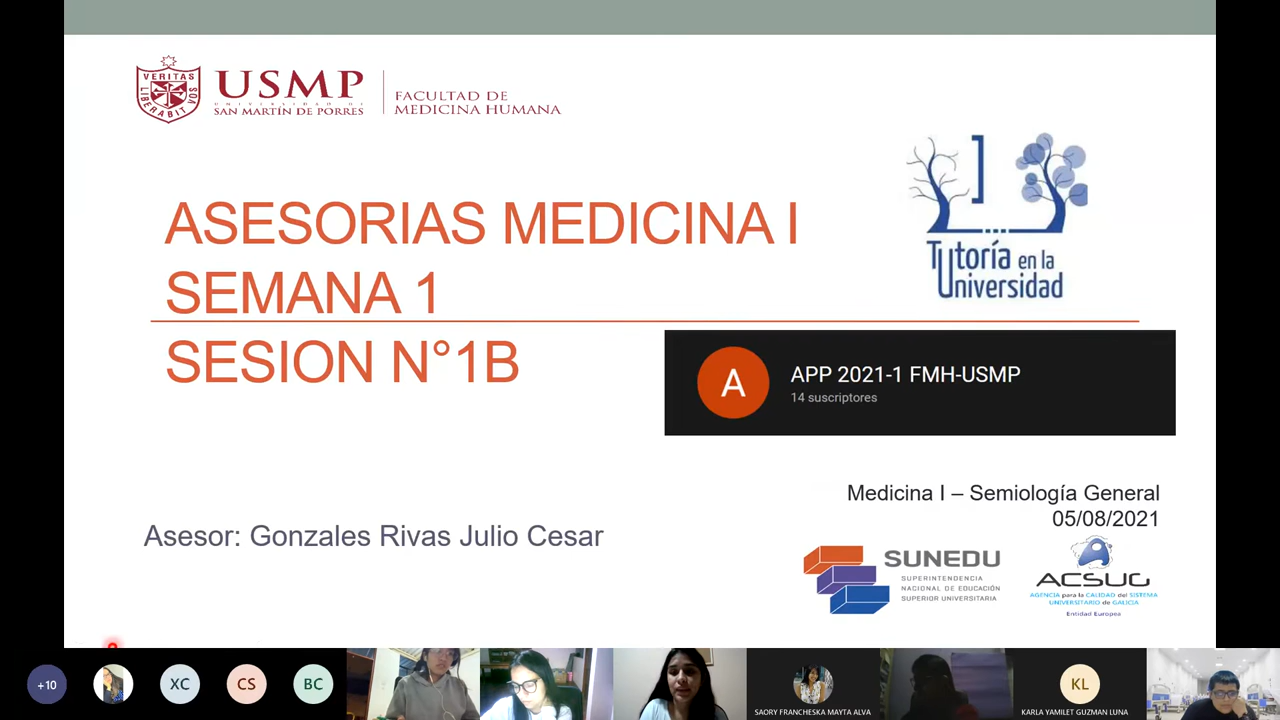 VERITAS
LIBERABIT VOS
USMP
UNIVERSIDAD DE
SAN MARTÍN DE PORRES
FACULTAD DE
MEDICINA HUMANA
ASESORIAS MEDICINA I
SEMANA 1
SESION N°1B
Tutoría en la
Universidad
A
APP 2021-1 FMH-USMP
14 suscriptores
Medicina I – Semiología General
05/08/2021
Asesor: Gonzales Rivas Julio Cesar
SUNEDU
SUPERINTENDENCIA
NACIONAL DE EDUCACIÓN
SUPERIOR UNIVERSITARIA
ACSUG
AGENCIA para la CALIDAD del SISTEMA
UNIVERSITARIO de GALICIA
Entidad Europea
+10
XC
CS
BC
SAORY FRANCHESKA MAYTA ALVA
KL
KARLA YAMILET GUZMAN LUNA